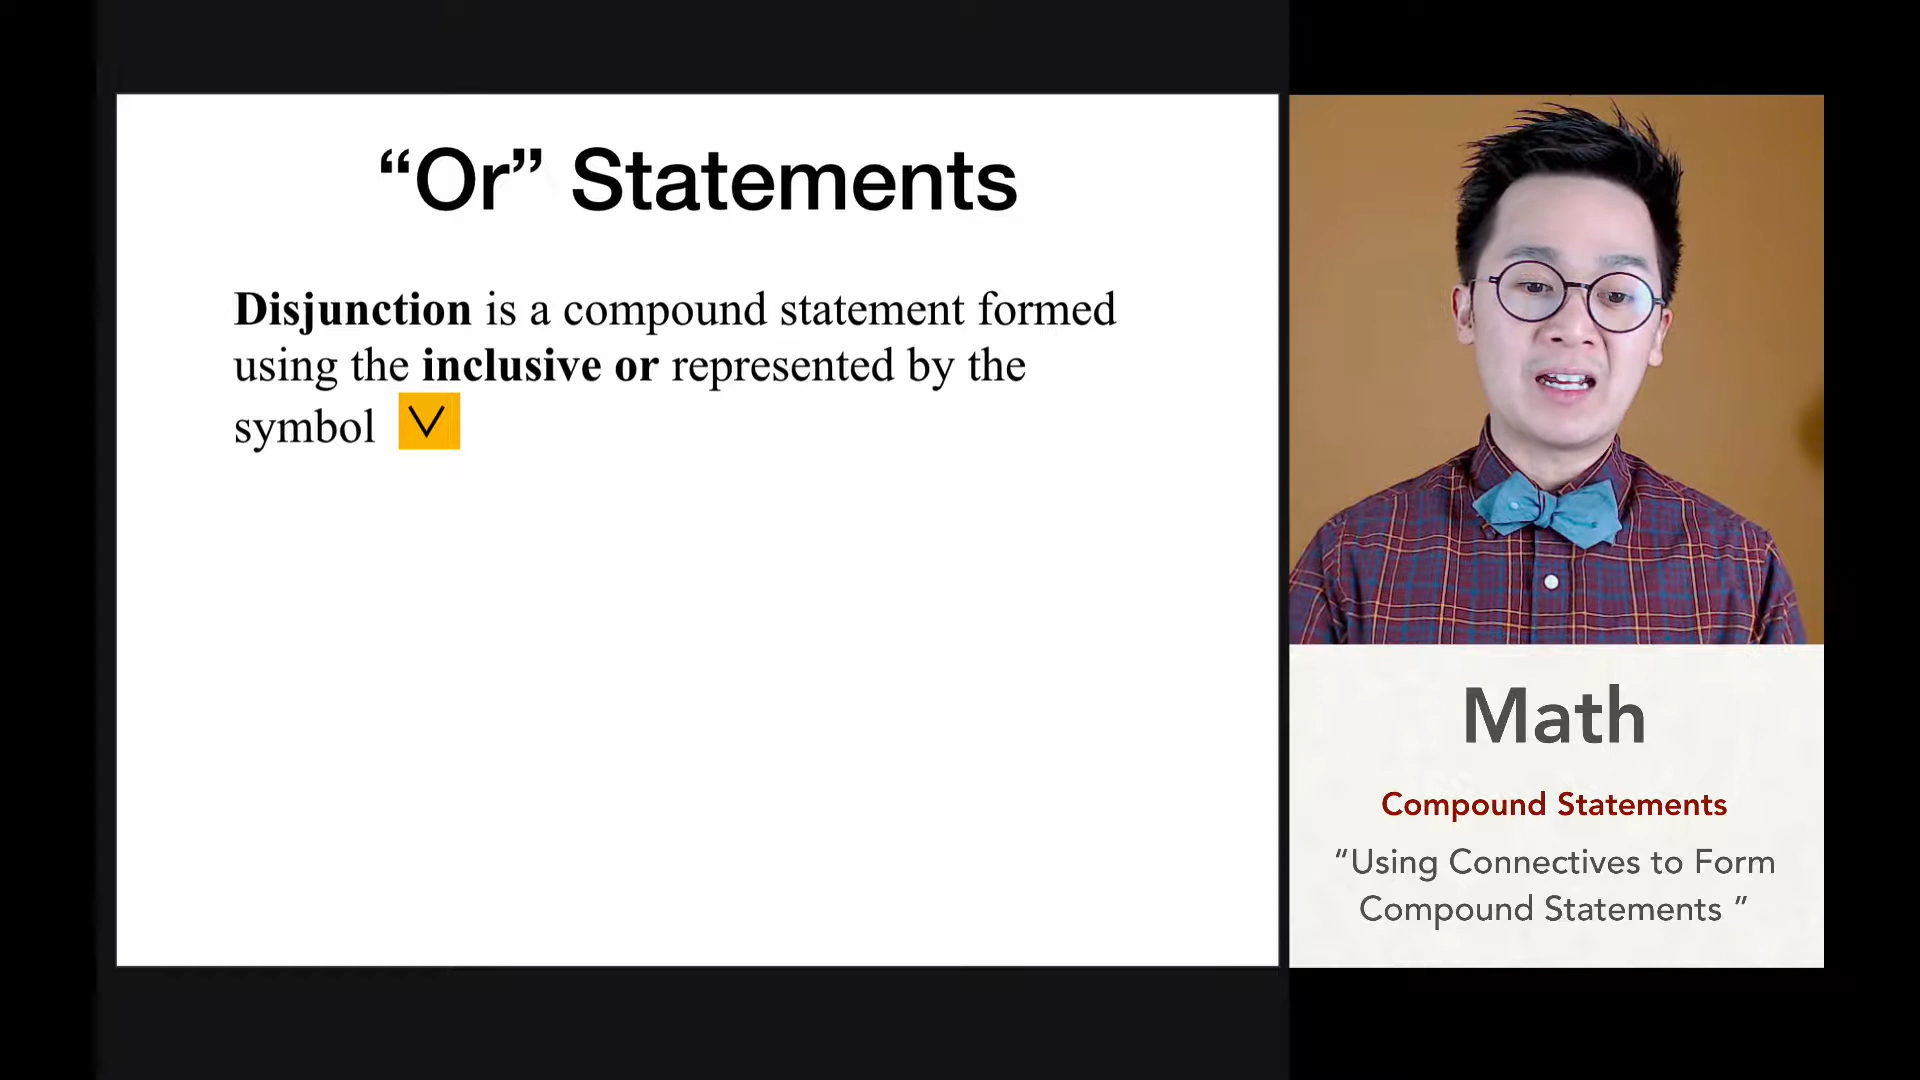 “Or” Statements
Disjunction is a compound statement formed
using the inclusive or represented by the
symbol ∨
Math
Compound Statements
“Using Connectives to Form
Compound Statements ”